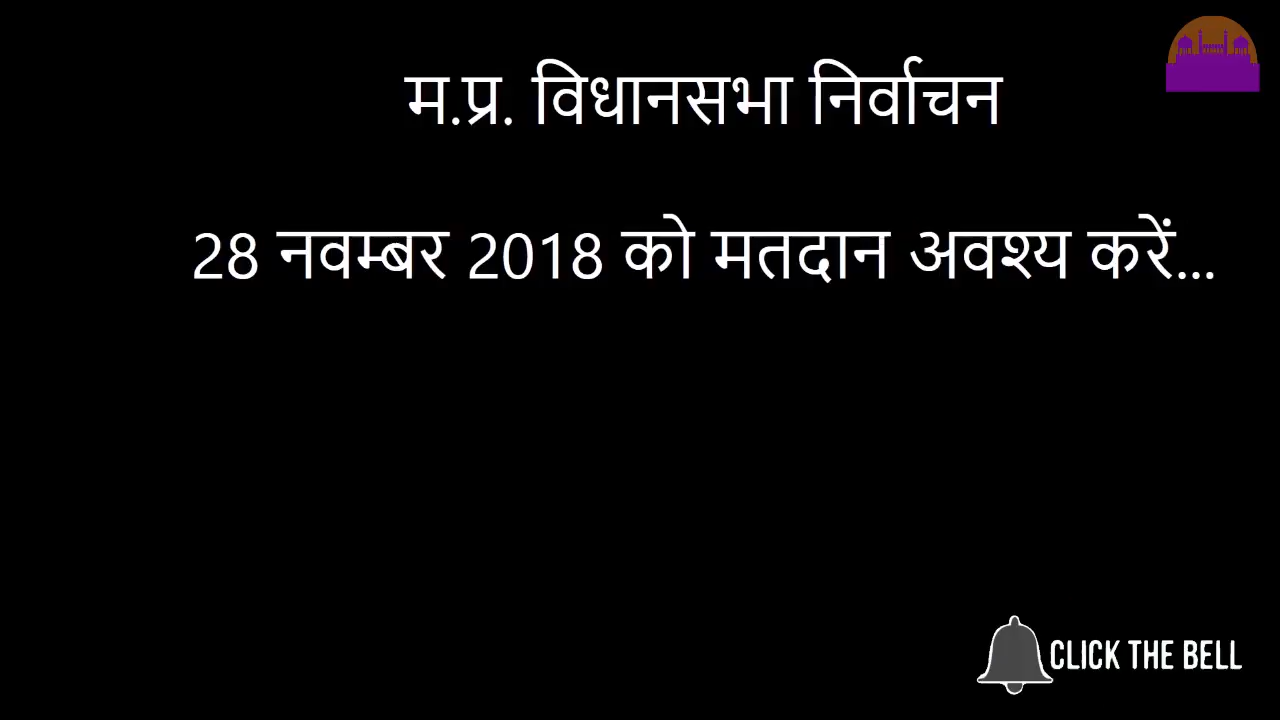 म.प्र. विधानसभा निर्वाचन
28 नवम्बर 2018 को मतदान अवश्य करें...
CLICK THE BELL